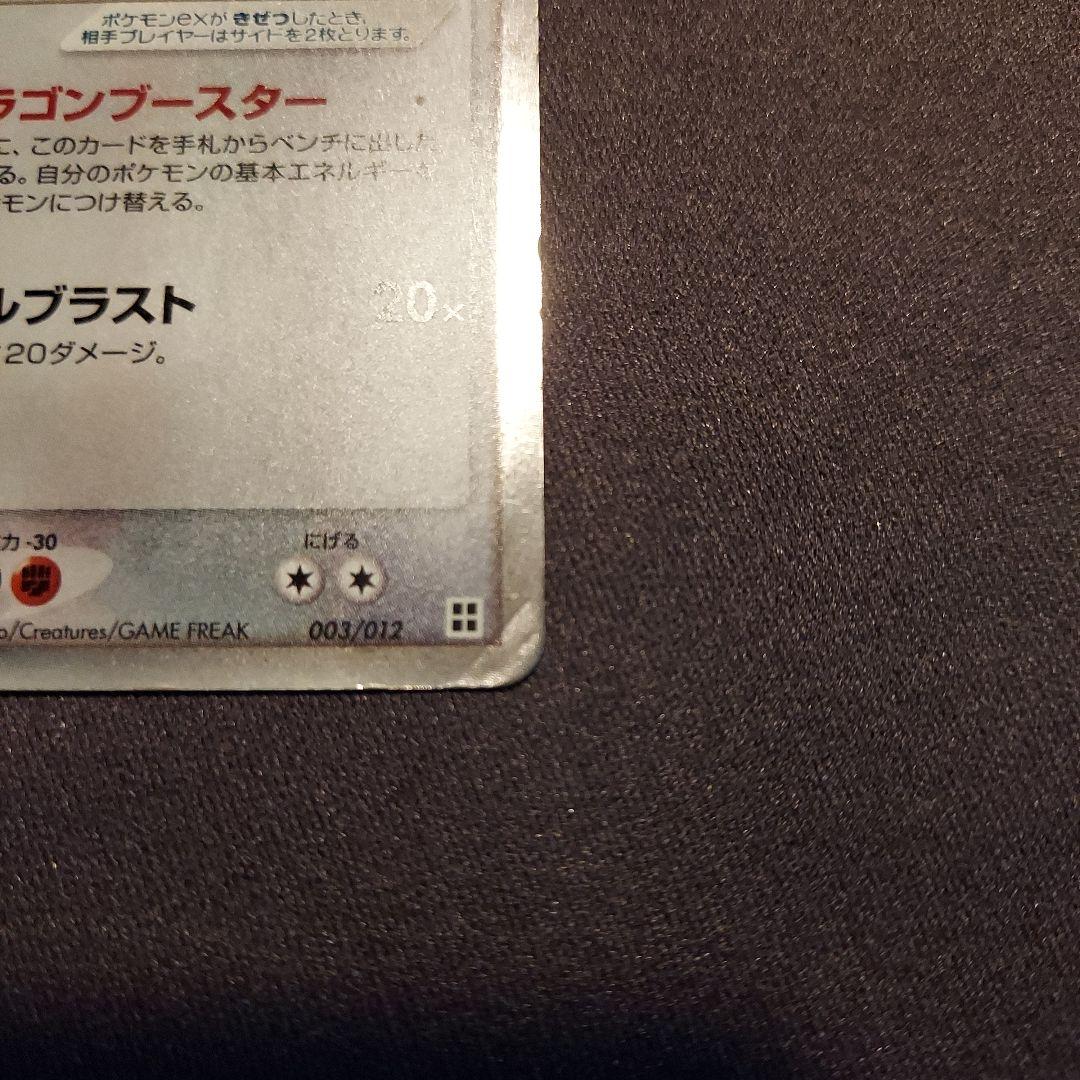 ポケモンexが きぜつしたとき、
相手プレイヤーはサイドを2枚とります。
ラゴンブースター
に、このカードを手札からベンチに出した
る。自分のポケモンの基本エネルギーを
モンにつけ替える。
ルブラスト 20×
20ダメージ。
力 -30 にげる
o/Creatures/GAME FREAK 003/012